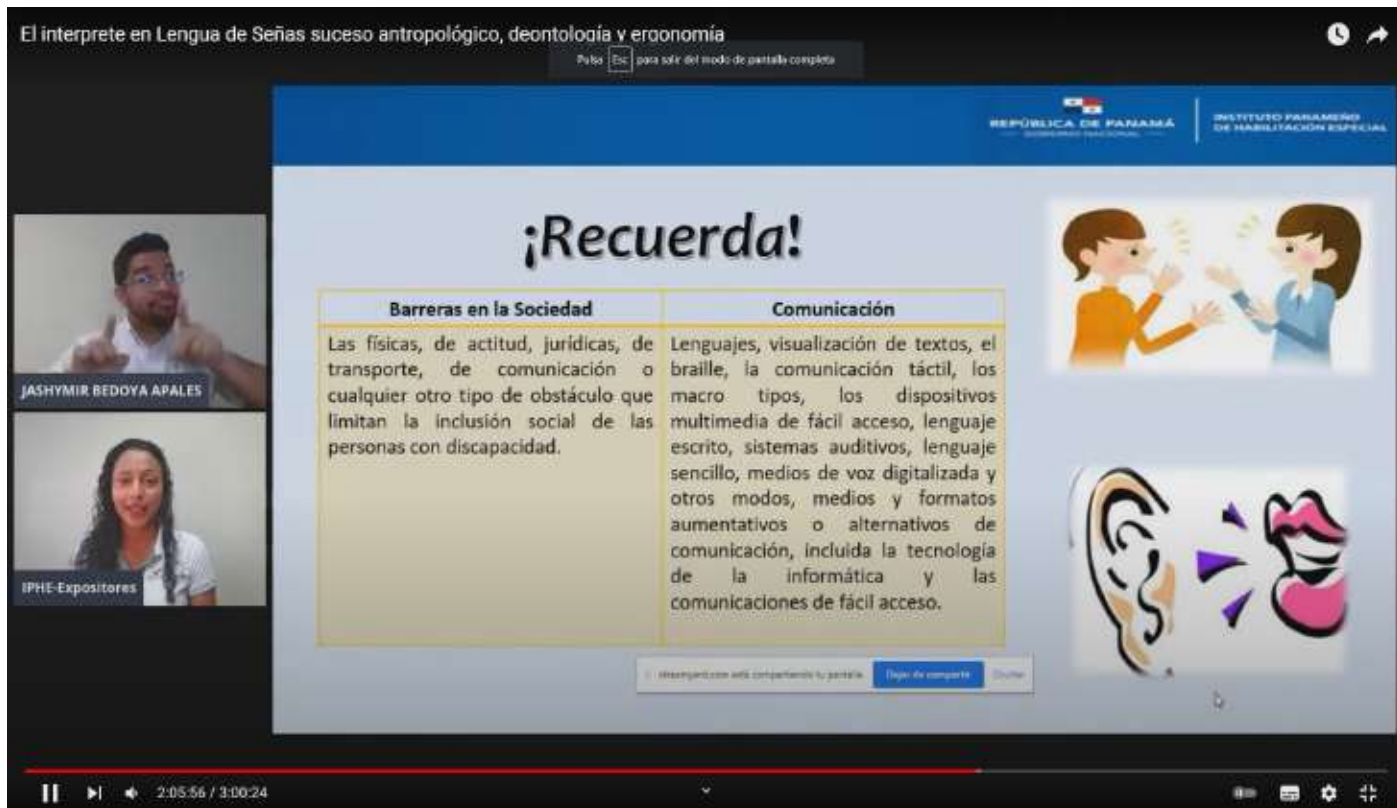 El interprete en Lengua de Señas suceso antropológico, deontología y ergonomía
Pulsa Esc para salir del modo de pantalla completa
REPÚBLICA DE PANAMÁ
GOBIERNO NACIONAL
INSTITUTO PANAMEÑO
DE HABILITACIÓN ESPECIAL
¡Recuerda!
Barreras en la Sociedad
Las físicas, de actitud, jurídicas, de
transporte, de comunicación o
cualquier otro tipo de obstáculo que
limitan la inclusión social de las
personas con discapacidad.
Comunicación
Lenguajes, visualización de textos, el
braille, la comunicación táctil, los
macro tipos, los dispositivos
multimedia de fácil acceso, lenguaje
escrito, sistemas auditivos, lenguaje
sencillo, medios de voz digitalizada y
otros modos, medios y formatos
aumentativos o alternativos de
comunicación, incluida la tecnología
de la informática y las
comunicaciones de fácil acceso.
JASHYMIR BEDOYA APALES
IPHE-Expositores
está compartiendo tu pantalla.
Dejar de compartir
Ocultar
2:05:56 / 3:00:24